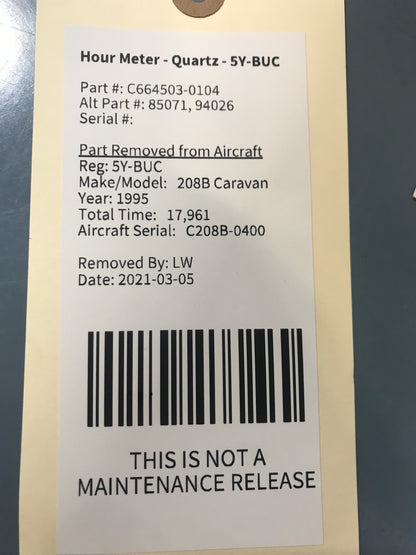 Hour Meter - Quartz - 5Y-BUC
Part #: C664503-0104
Alt Part #: 85071, 94026
Serial #:
Part Removed from Aircraft
Reg: 5Y-BUC
Make/Model: 208B Caravan
Year: 1995
Total Time: 17,961
Aircraft Serial: C208B-0400
Removed By: LW
Date: 2021-03-05
THIS IS NOT A
MAINTENANCE RELEASE